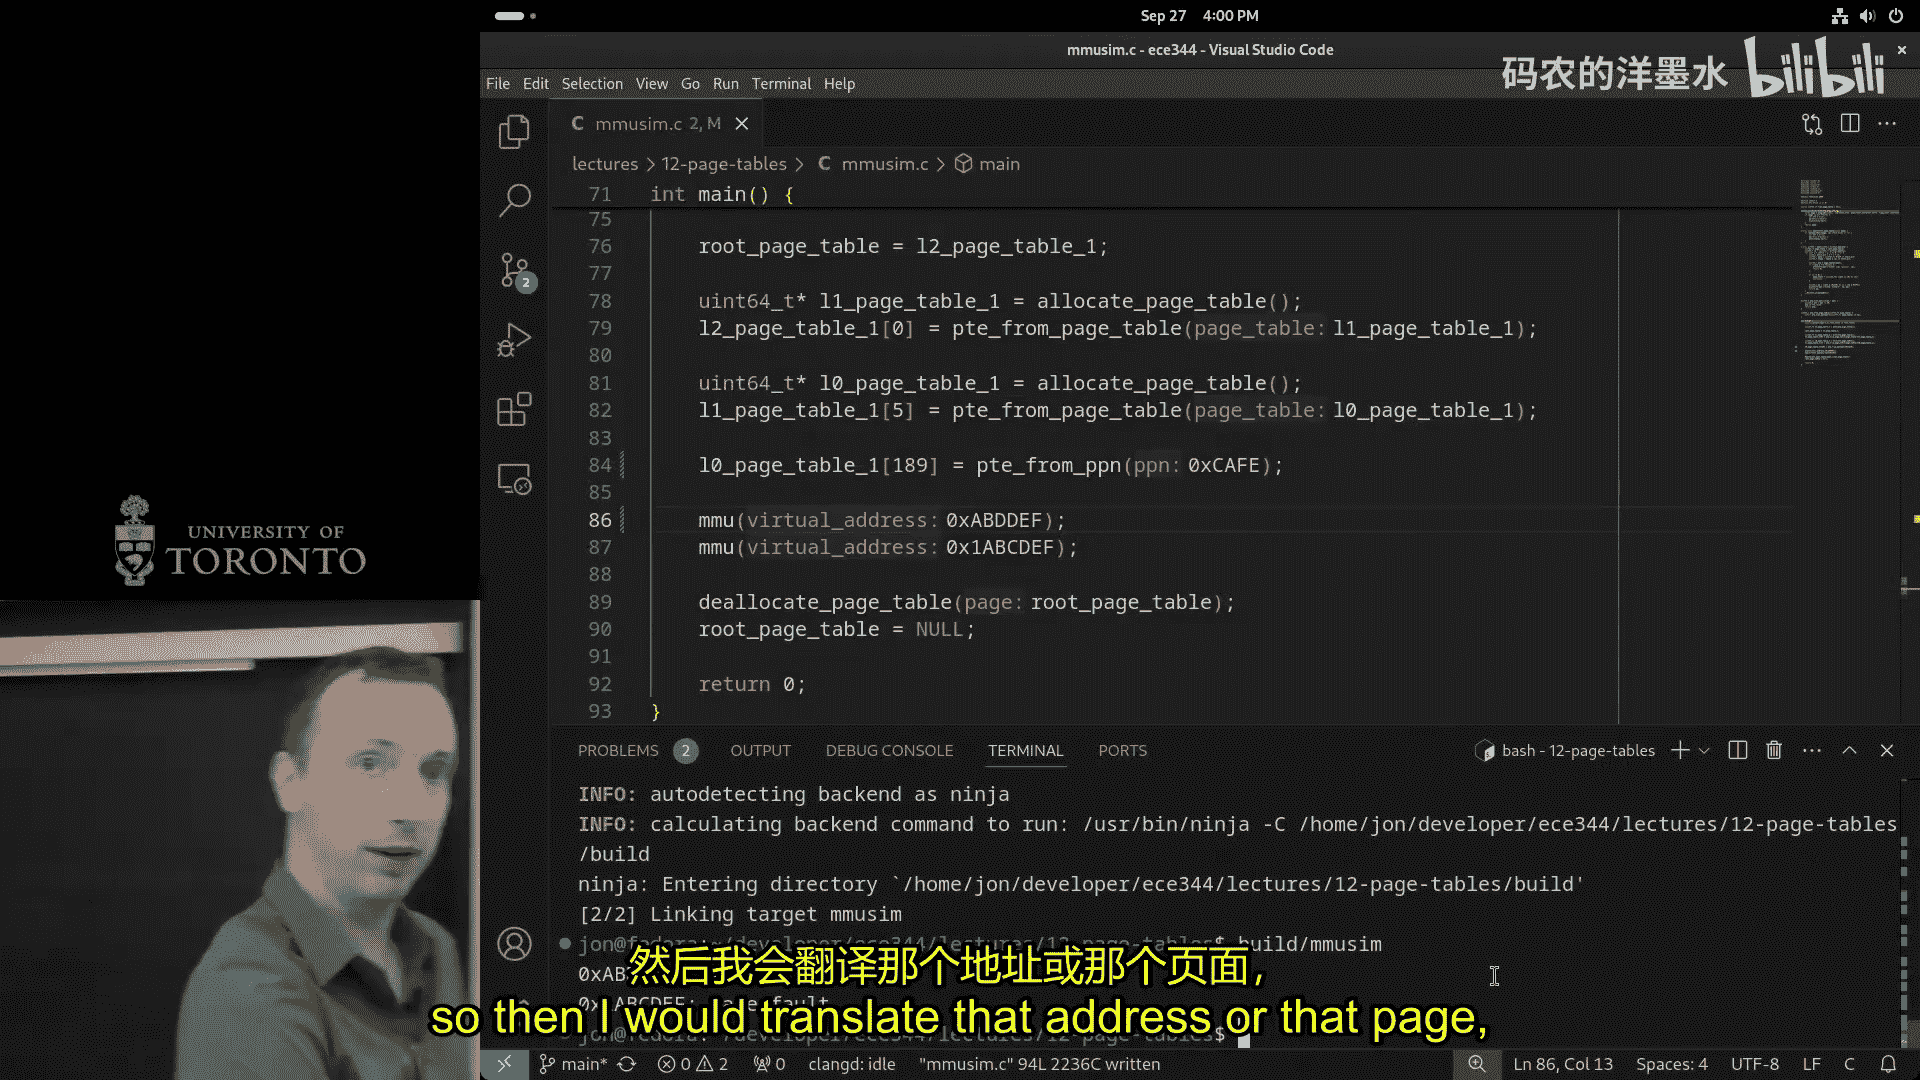 Sep 27 4:00 PM
mmusim.c - ece344 - Visual Studio Code
码农的洋墨水 bilibili
File Edit Selection View Go Run Terminal Help
C mmusim.c 2, M
lectures > 12-page-tables > C mmusim.c > main
71 int main() {
75
76 root_page_table = l2_page_table_1;
77
78 uint64_t* l1_page_table_1 = allocate_page_table();
79 l2_page_table_1[0] = pte_from_page_table(page_table: l1_page_table_1);
80
81 uint64_t* l0_page_table_1 = allocate_page_table();
82 l1_page_table_1[5] = pte_from_page_table(page_table: l0_page_table_1);
83
84 l0_page_table_1[189] = pte_from_ppn(ppn: 0xCAFE);
85
86 mmu(virtual_address: 0xABDDEF);
87 mmu(virtual_address: 0x1ABCDEF);
88
89 deallocate_page_table(page: root_page_table);
90 root_page_table = NULL;
91
92 return 0;
93 }
UNIVERSITY OF
TORONTO
PROBLEMS 2 OUTPUT DEBUG CONSOLE TERMINAL PORTS
bash - 12-page-tables
INFO: autodetecting backend as ninja
INFO: calculating backend command to run: /usr/bin/ninja -C /home/jon/developer/ece344/lectures/12-page-tables
/build
ninja: Entering directory `/home/jon/developer/ece344/lectures/12-page-tables/build'
[2/2] Linking target mmusim
jon@fedora:~/developer/ece344/lectures/12-page-tables$ build/mmusim
然后我会翻译那个地址或那个页面，
so then I would translate that address or that page,
main* 0 2 0 clangd: idle "mmusim.c" 94L 2236C written
Ln 86, Col 13 Spaces: 4 UTF-8 LF C